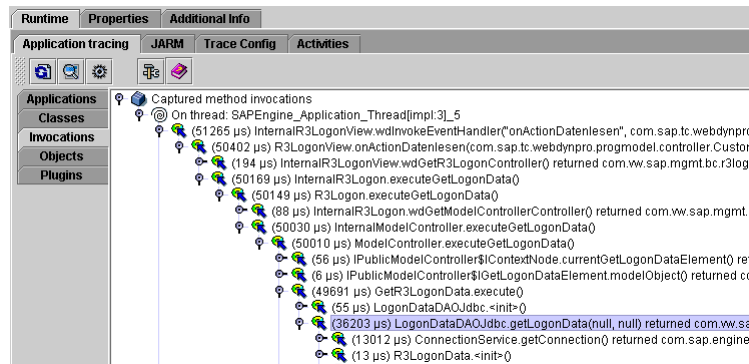 Runtime Properties Additional Info
Application tracing JARM Trace Config Activities
Applications
Classes
Invocations
Objects
Plugins
Captured method invocations
On thread: SAPEngine_Application_Thread[impl:3]_5
(51265 µs) InternalR3LogonView.wdInvokeEventHandler("onActionDatenlesen", com.sap.tc.webdynpro
(50402 µs) R3LogonView.onActionDatenlesen(com.sap.tc.webdynpro.progmodel.controller.Custor
(194 µs) InternalR3LogonView.wdGetR3LogonController() returned com.vw.sap.mgmt.bc.r3log
(50169 µs) InternalR3Logon.executeGetLogonData()
(50149 µs) R3Logon.executeGetLogonData()
(88 µs) InternalR3Logon.wdGetModelControllerController() returned com.vw.sap.mgmt.
(50030 µs) InternalModelController.executeGetLogonData()
(50010 µs) ModelController.executeGetLogonData()
(56 µs) IPublicModelController$IContextNode.currentGetLogonDataElement() ret
(6 µs) IPublicModelController$IGetLogonDataElement.modelObject() returned co
(49691 µs) GetR3LogonData.execute()
(55 µs) LogonDataDAOJdbc.<init>()
(36203 µs) LogonDataDAOJdbc.getLogonData(null, null) returned com.vw.sa
(13012 µs) ConnectionService.getConnection() returned com.sap.engine
(13 µs) R3LogonData.<init>()